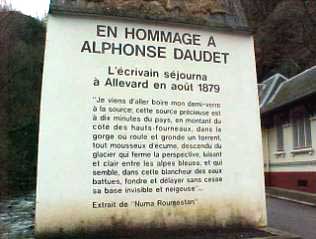 EN HOMMAGE A
ALPHONSE DAUDET
L'écrivain séjourna
à Allevard en août 1879
"Je viens d'aller boire mon demi-verre
à la source; cette source précieuse est
à dix minutes du pays, en montant du
côté des hauts-fourneaux, dans la
gorge ou roule et gronde un torrent,
tout mousseux d'écume, descendu du
glacier qui ferme la perspective, luisant
et clair entre les alpes bleues, et qui
semble, dans cette blancheur des eaux
battues, fondre et délayer sans cesse
sa base invisible et neigeuse"...
Extrait de "Numa Roumestan"